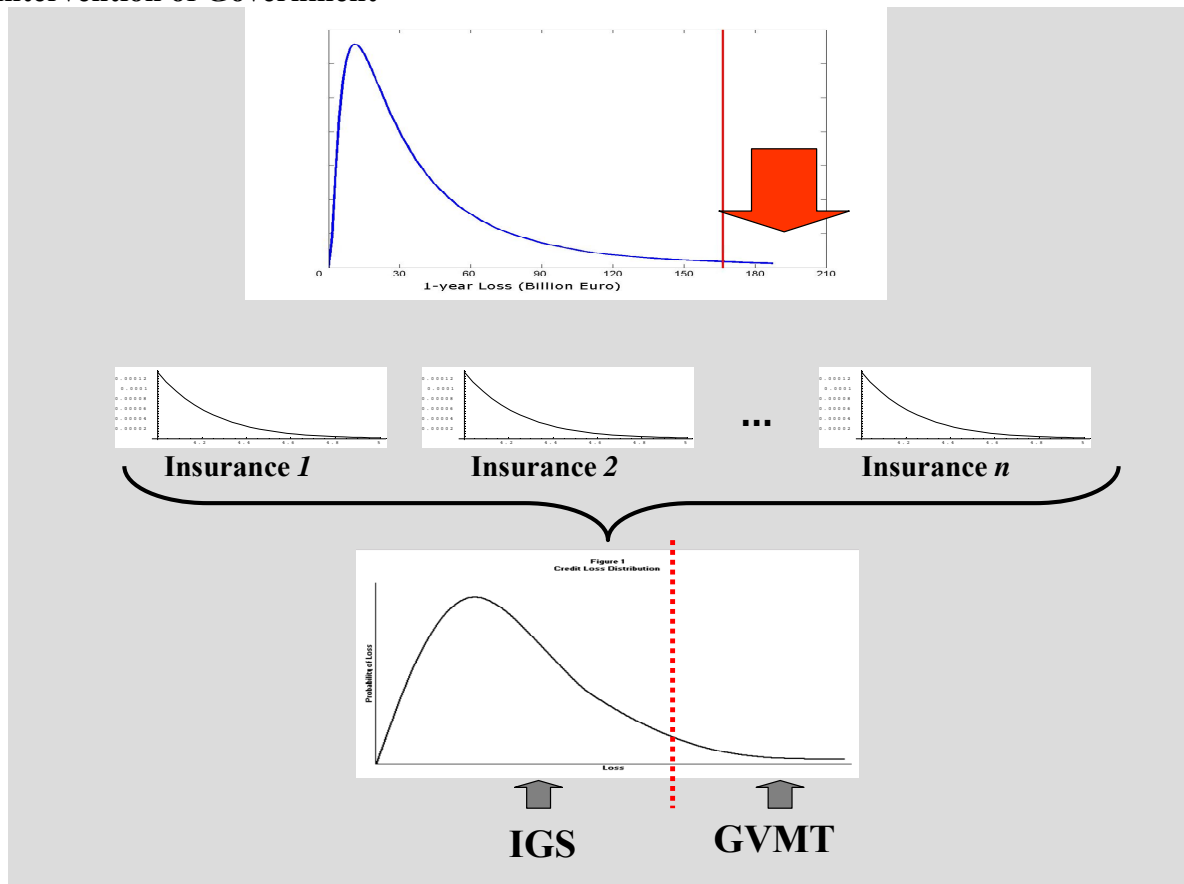 Intervention of Government
0 30 60 90 120 150 180 210
1-year Loss (Billion Euro)
...
Insurance 1 Insurance 2 Insurance n
Figure 1
Credit Loss Distribution
Probability of Loss
Loss
IGS GVMT